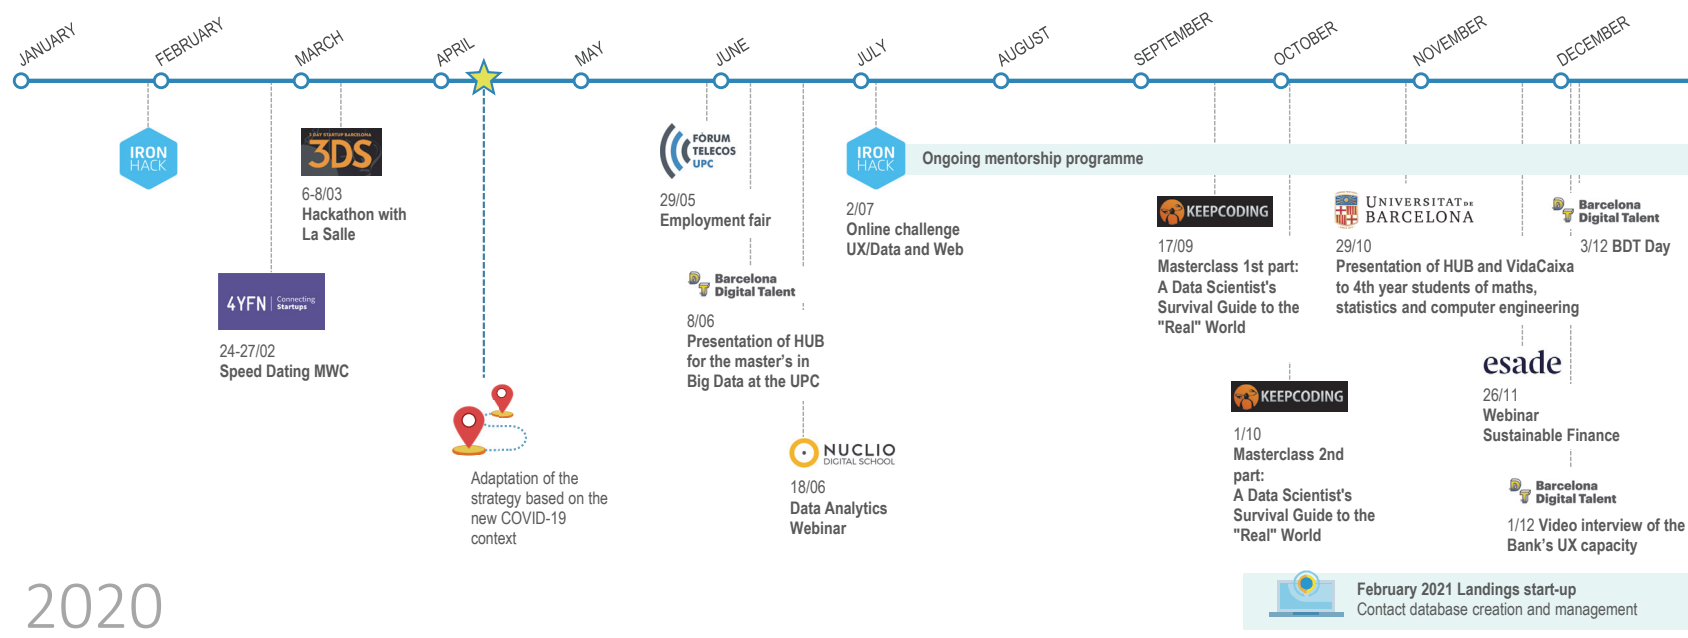 JANUARY
FEBRUARY
MARCH
APRIL
MAY
JUNE
JULY
AUGUST
SEPTEMBER
OCTOBER
NOVEMBER
DECEMBER
IRON
HACK
3 DAY STARTUP BARCELONA
3DS
6-8/03
Hackathon with
La Salle
4YFN Connecting
Startups
24-27/02
Speed Dating MWC
Adaptation of the
strategy based on the
new COVID-19
context
FÒRUM
TELECOS
UPC
29/05
Employment fair
Barcelona
Digital Talent
8/06
Presentation of HUB
for the master's in
Big Data at the UPC
NUCLIO
DIGITAL SCHOOL
18/06
Data Analytics
Webinar
IRON
HACK
Ongoing mentorship programme
2/07
Online challenge
UX/Data and Web
KEEPCODING
17/09
Masterclass 1st part:
A Data Scientist's
Survival Guide to the
"Real" World
KEEPCODING
1/10
Masterclass 2nd
part:
A Data Scientist's
Survival Guide to the
"Real" World
UNIVERSITAT DE
BARCELONA
29/10
Presentation of HUB and VidaCaixa
to 4th year students of maths,
statistics and computer engineering
esade
26/11
Webinar
Sustainable Finance
Barcelona
Digital Talent
3/12 BDT Day
Barcelona
Digital Talent
1/12 Video interview of the
Bank's UX capacity
February 2021 Landings start-up
Contact database creation and management
2020